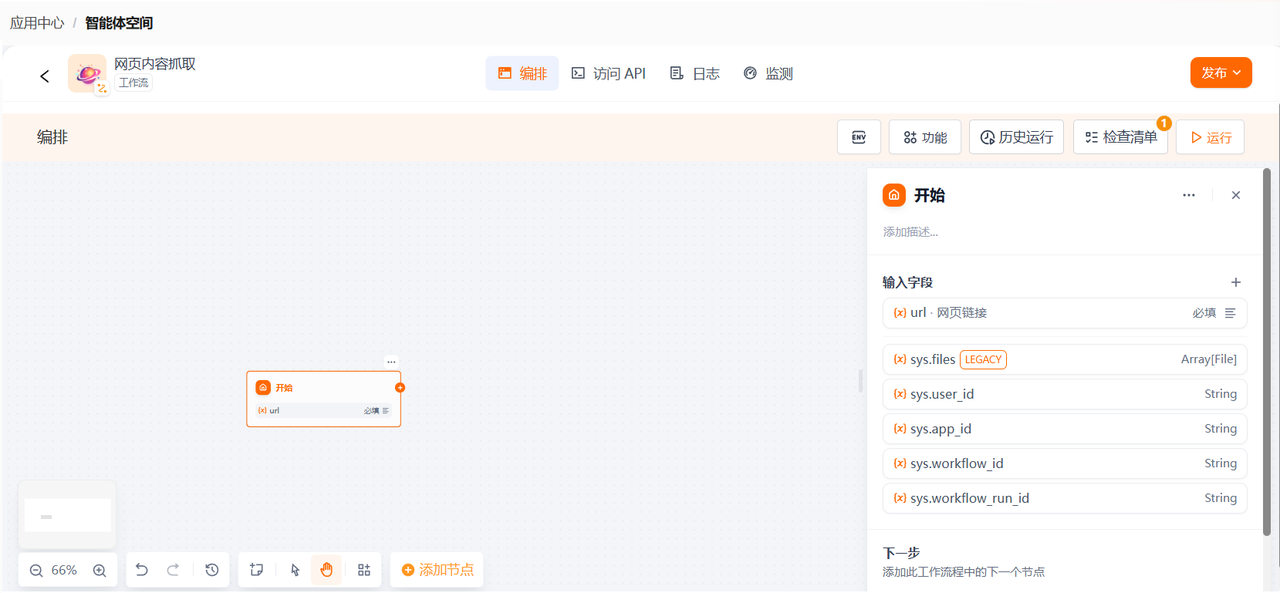 应用中心 / 智能体空间
网页内容抓取
工作流
编排 访问 API 日志 监测
发布
编排
ENV 功能 历史运行 检查清单 1 运行
开始
添加描述...
输入字段
{x} url · 网页链接 必填
{x} sys.files LEGACY Array[File]
{x} sys.user_id String
{x} sys.app_id String
{x} sys.workflow_id String
{x} sys.workflow_run_id String
下一步
添加此工作流程中的下一个节点
开始
{x} url 必填
66%
添加节点